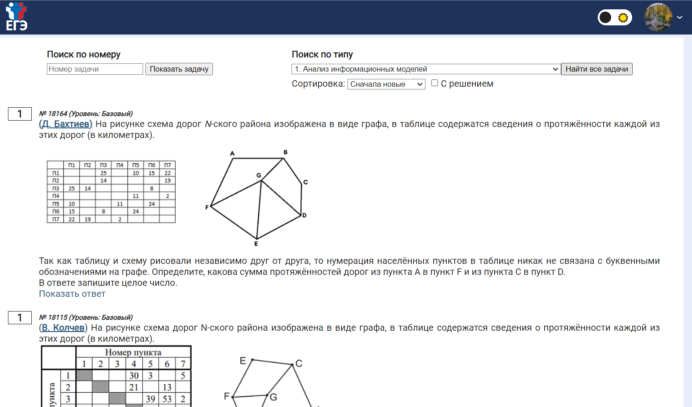 ЕГЭ
Поиск по номеру
Номер задачи Показать задачу
Поиск по типу
1. Анализ информационных моделей Найти все задачи
Сортировка: Сначала новые С решением
1
№ 18164 (Уровень: Базовый)
(Д. Бахтиев) На рисунке схема дорог N-ского района изображена в виде графа, в таблице содержатся сведения о протяжённости каждой из
этих дорог (в километрах).
П1 П2 П3 П4 П5 П6 П7
П1 25 10 15 22
П2 14 19
П3 25 14 8
П4 11 2
П5 10 11 24
П6 15 8 24
П7 22 19 2
A
B
G
C
F
D
E
Так как таблицу и схему рисовали независимо друг от друга, то нумерация населённых пунктов в таблице никак не связана с буквенными
обозначениями на графе. Определите, какова сумма протяжённостей дорог из пункта A в пункт F и из пункта C в пункт D.
В ответе запишите целое число.
Показать ответ
1
№ 18115 (Уровень: Базовый)
(В. Колчев) На рисунке схема дорог N-ского района изображена в виде графа, в таблице содержатся сведения о протяжённости каждой из
этих дорог (в километрах).
Номер пункта
1 2 3 4 5 6 7
1 30 3 5
2 21 13
3 39 53 2
пункта
E
C
F
G